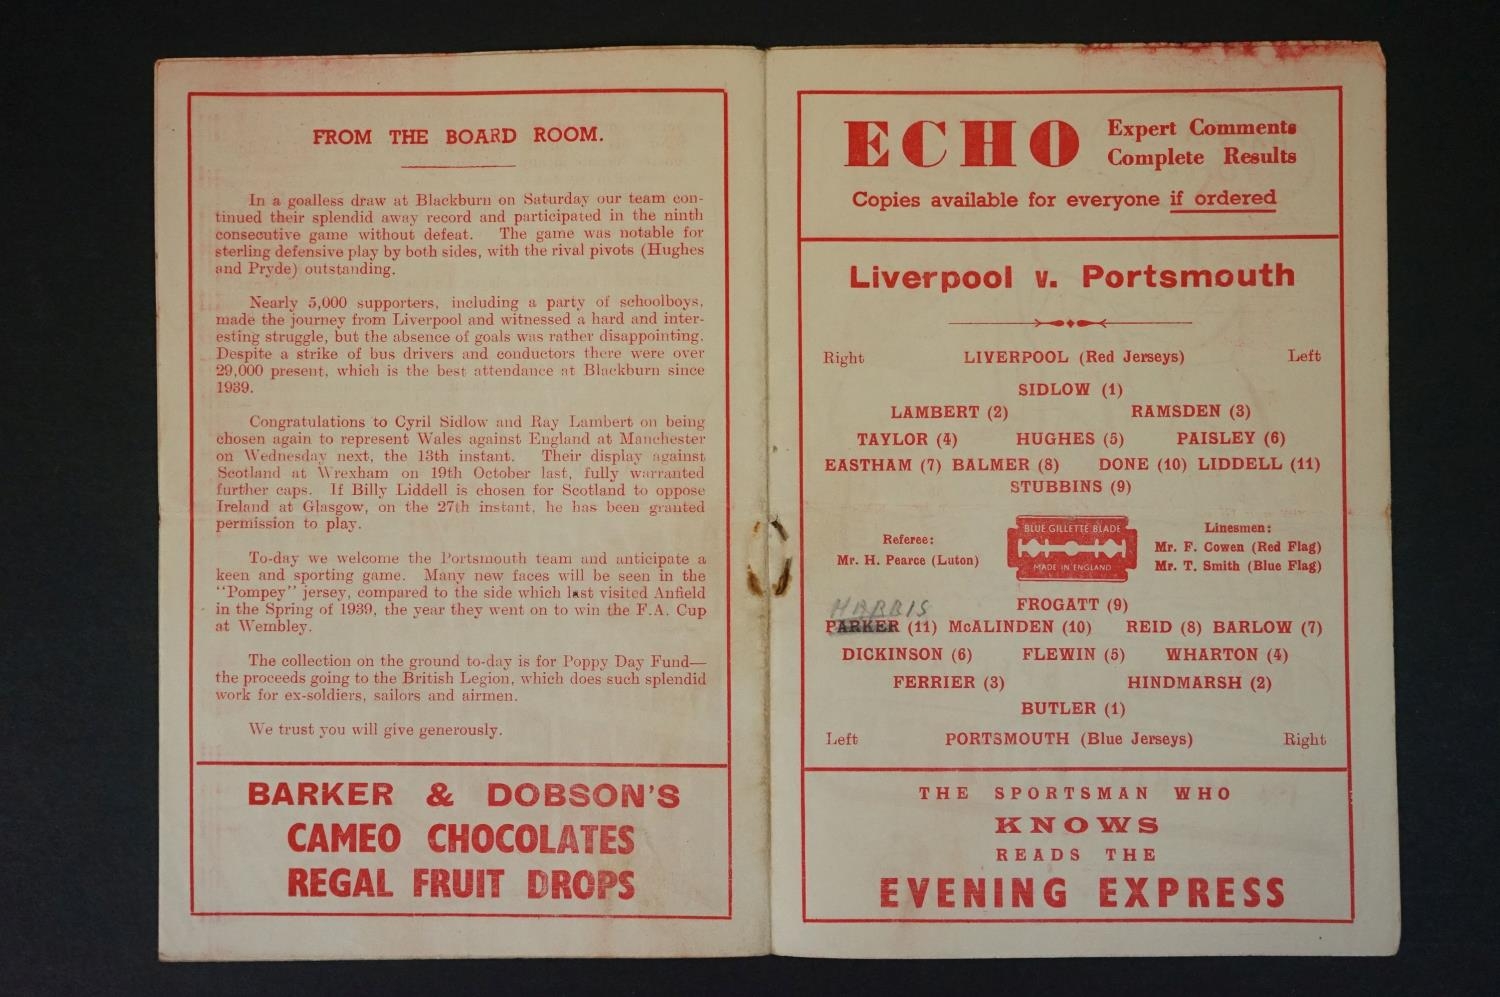 FROM THE BOARD ROOM.
In a goalless draw at Blackburn on Saturday our team con-
tinued their splendid away record and participated in the ninth
consecutive game without defeat. The game was notable for
sterling defensive play by both sides, with the rival pivots (Hughes
and Pryde) outstanding.
Nearly 5,000 supporters, including a party of schoolboys,
made the journey from Liverpool and witnessed a hard and inter-
esting struggle, but the absence of goals was rather disappointing.
Despite a strike of bus drivers and conductors there were over
29,000 present, which is the best attendance at Blackburn since
1939.
Congratulations to Cyril Sidlow and Ray Lambert on being
chosen again to represent Wales against England at Manchester
on Wednesday next, the 13th instant. Their display against
Scotland at Wrexham on 19th October last, fully warranted
further caps. If Billy Liddell is chosen for Scotland to oppose
Ireland at Glasgow, on the 27th instant, he has been granted
permission to play.
To-day we welcome the Portsmouth team and anticipate a
keen and sporting game. Many new faces will be seen in the
"Pompey" jersey, compared to the side which last visited Anfield
in the Spring of 1939, the year they went on to win the F.A. Cup
at Wembley.
The collection on the ground to-day is for Poppy Day Fund—
the proceeds going to the British Legion, which does such splendid
work for ex-soldiers, sailors and airmen.
We trust you will give generously.
BARKER & DOBSON'S
CAMEO CHOCOLATES
REGAL FRUIT DROPS
ECHO Expert Comments
Complete Results
Copies available for everyone if ordered
Liverpool v. Portsmouth
Right LIVERPOOL (Red Jerseys) Left
SIDLOW (1)
LAMBERT (2) RAMSDEN (3)
TAYLOR (4) HUGHES (5) PAISLEY (6)
EASTHAM (7) BALMER (8) DONE (10) LIDDELL (11)
STUBBINS (9)
Referee:
Mr. H. Pearce (Luton)
BLUE GILLETTE BLADE
MADE IN ENGLAND
Linesmen:
Mr. F. Cowen (Red Flag)
Mr. T. Smith (Blue Flag)
HARRIS
FROGATT (9)
PARKER (11) McALINDEN (10) REID (8) BARLOW (7)
DICKINSON (6) FLEWIN (5) WHARTON (4)
FERRIER (3) HINDMARSH (2)
BUTLER (1)
Left PORTSMOUTH (Blue Jerseys) Right
THE SPORTSMAN WHO
KNOWS
READS THE
EVENING EXPRESS